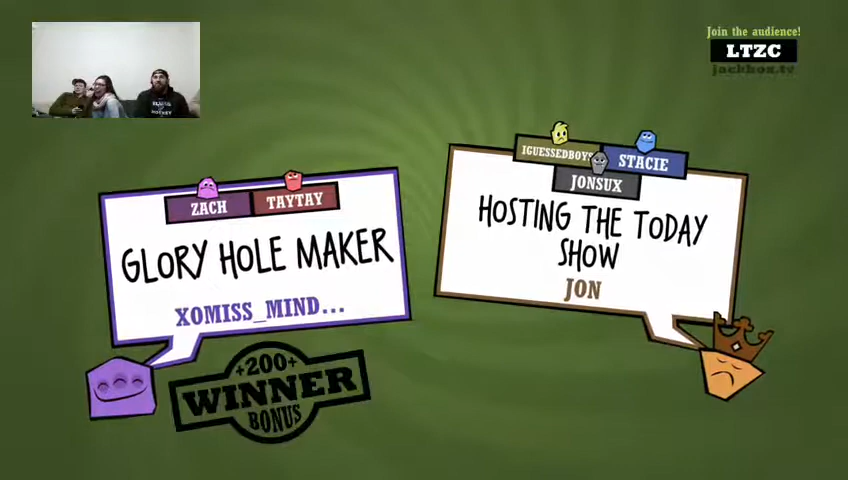 Join the audience!
LTZC
jackbox.tv
ZACH
TAYTAY
GLORY HOLE MAKER
XOMISS_MIND...
+200+
WINNER
BONUS
IGUESSEDBOYS
STACIE
JONSUX
HOSTING THE TODAY
SHOW
JON
HOCKEY